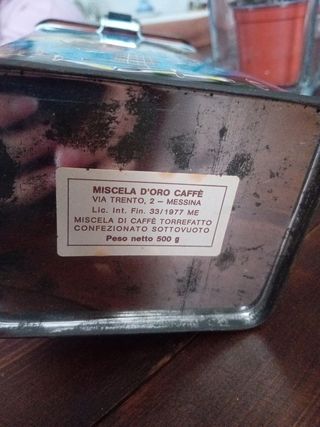 MISCELA D'ORO CAFFÈ
VIA TRENTO, 2 – MESSINA
Lic. Int. Fin. 33/1977 ME
MISCELA DI CAFFÈ TORREFATTO
CONFEZIONATO SOTTOVUOTO
Peso netto 500 g